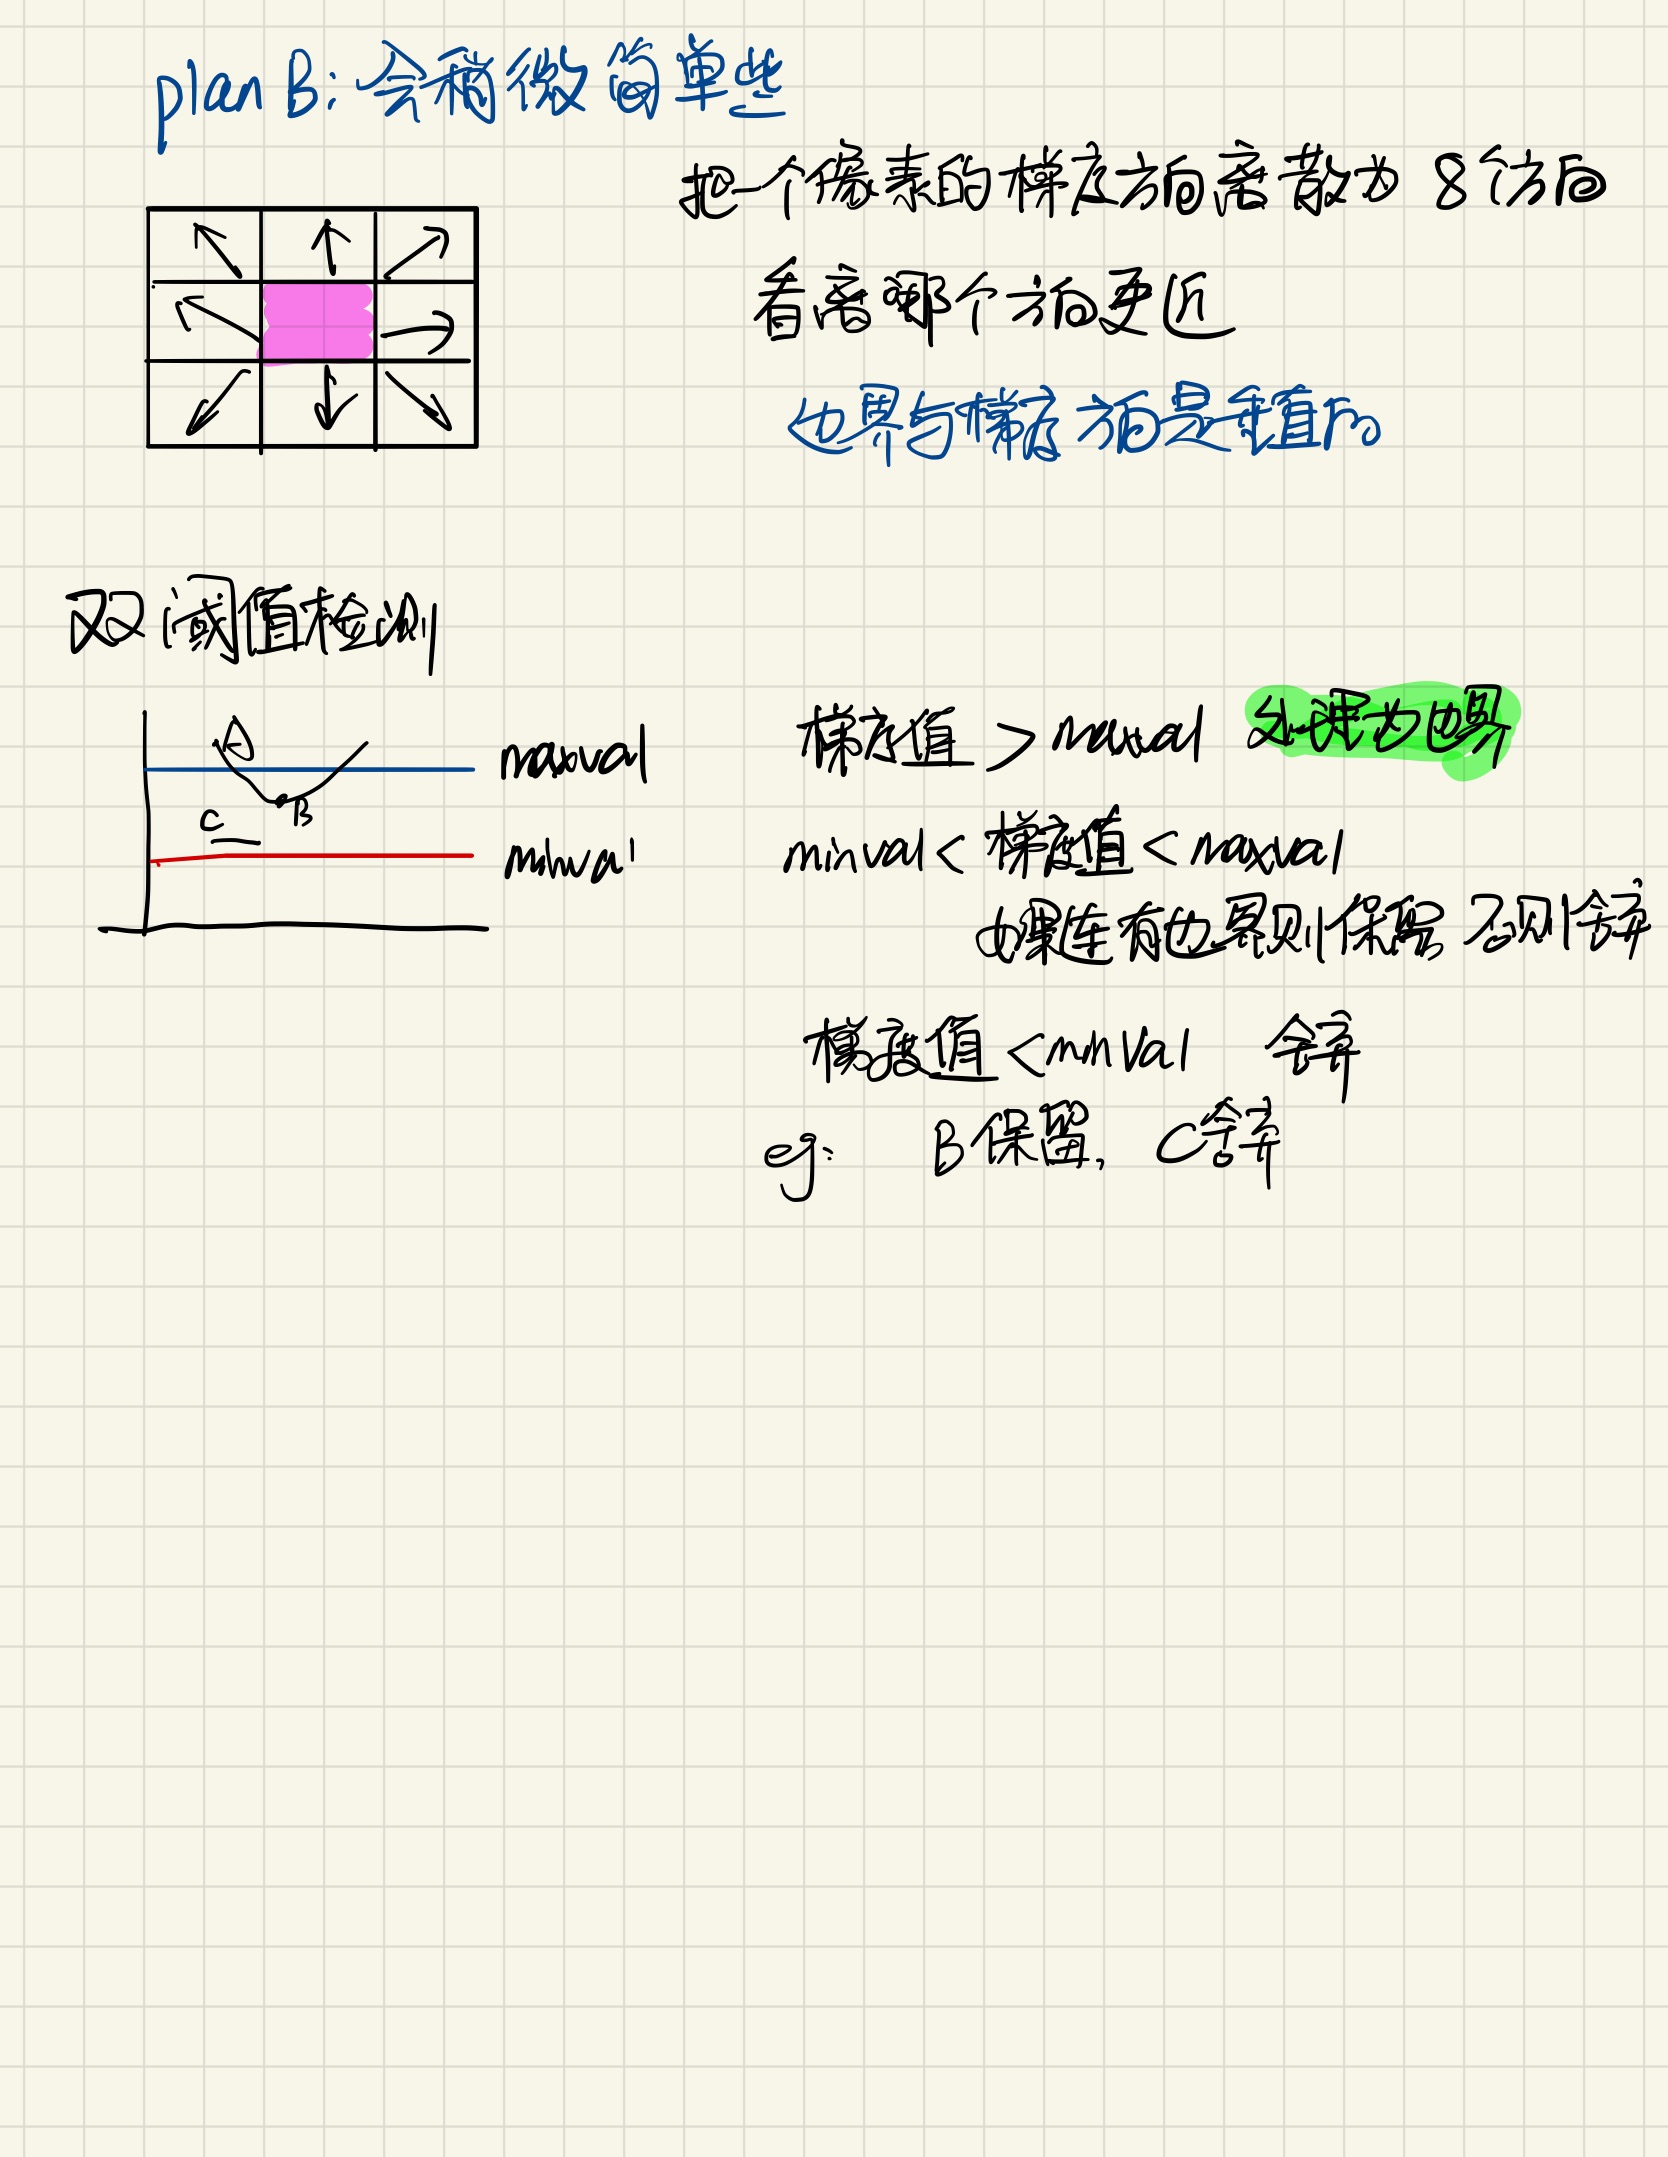 plan B: 会稍微简单些
把一个像素的梯度方向离散为 8个方向
看离哪个方向更近
边界与梯度方向是垂直的
双阈值检测
A
B
C
maxval
minval
梯度值 > maxval 处理为边界
minval < 梯度值 < maxval
如果连有边界则保留 否则舍弃
梯度值 < minVal 舍弃
eg: B保留, C舍弃